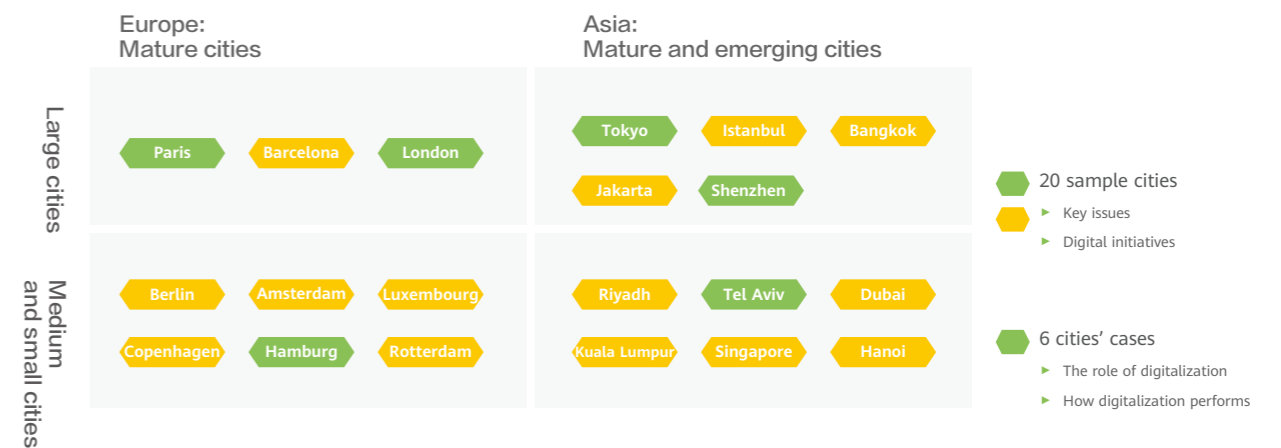 Europe:
Mature cities
Asia:
Mature and emerging cities
Large cities
Paris
Barcelona
London
Tokyo
Istanbul
Bangkok
Jakarta
Shenzhen
Medium
and small cities
Berlin
Amsterdam
Luxembourg
Copenhagen
Hamburg
Rotterdam
Riyadh
Tel Aviv
Dubai
Kuala Lumpur
Singapore
Hanoi
20 sample cities
Key issues
Digital initiatives
6 cities’ cases
The role of digitalization
How digitalization performs